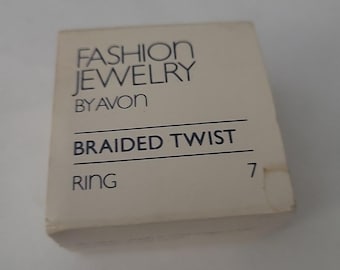 FASHION
JEWELRY
BY AVON
BRAIDED TWIST
RING 7